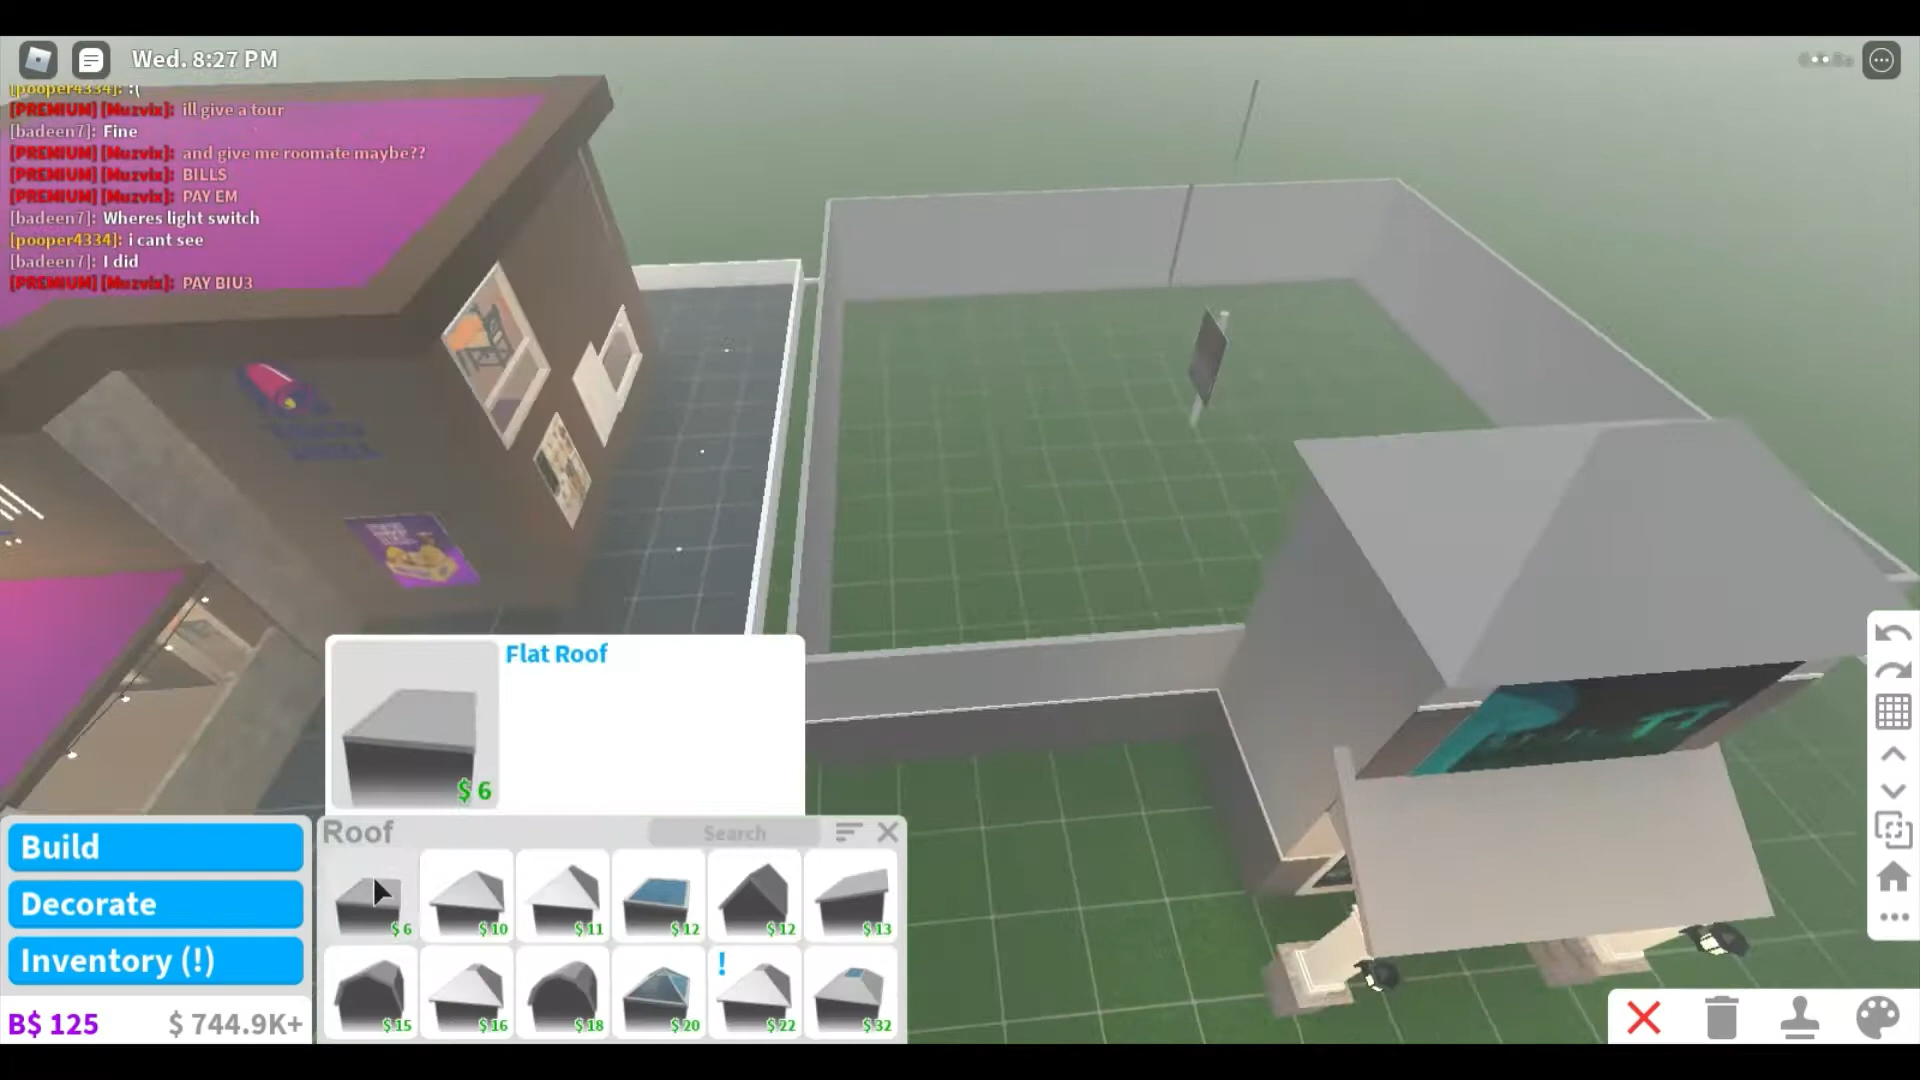 Wed. 8:27 PM
[pooper4334]: :(
[PREMIUM] [Muzvix]: ill give a tour
[badeen7]: Fine
[PREMIUM] [Muzvix]: and give me roomate maybe??
[PREMIUM] [Muzvix]: BILLS
[PREMIUM] [Muzvix]: PAY EM
[badeen7]: Wheres light switch
[pooper4334]: i cant see
[badeen7]: I did
[PREMIUM] [Muzvix]: PAY BIU3
Flat Roof
$ 6
Roof
Search
$ 6
$ 10
$ 11
$ 12
$ 12
$ 13
$ 15
$ 16
$ 18
$ 20
!
$ 22
$ 32
Build
Decorate
Inventory (!)
B$ 125
$ 744.9K+